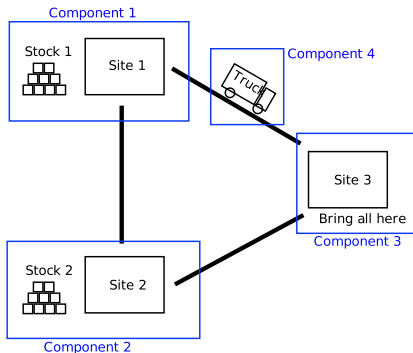 Component 1
Stock 1
Site 1
Component 4
Truck
Site 3
Bring all here
Component 3
Stock 2
Site 2
Component 2